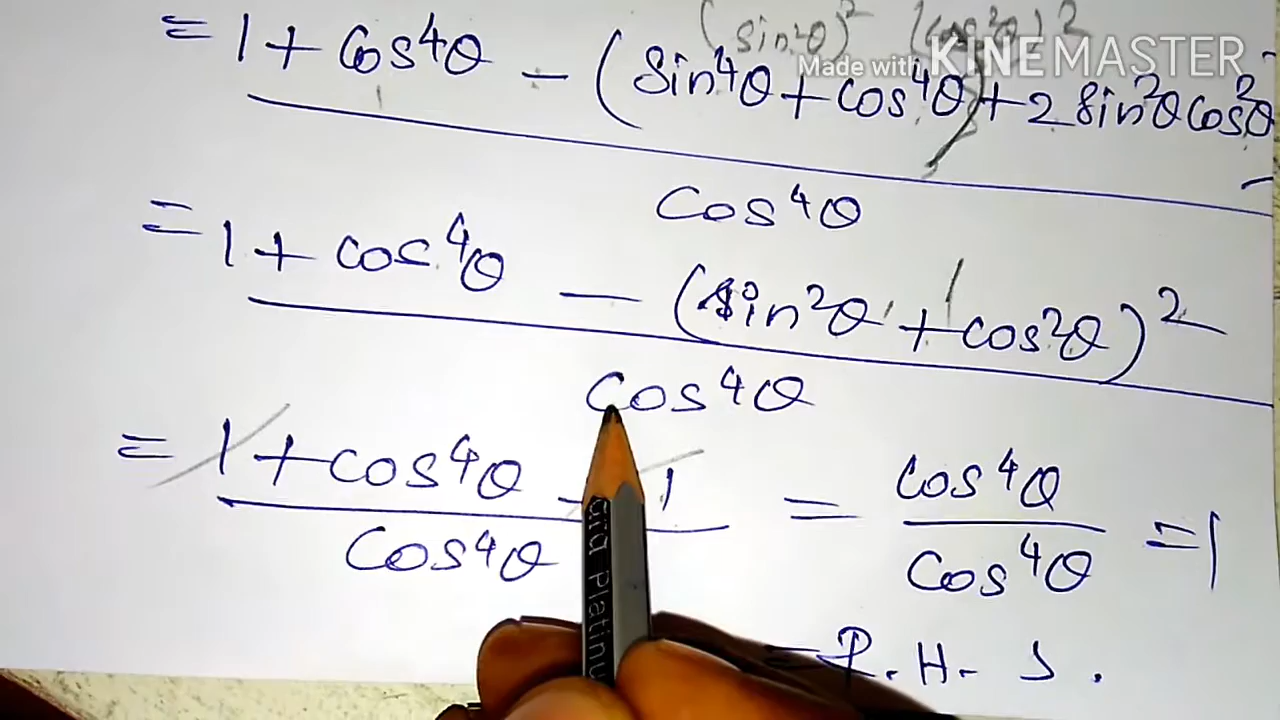 (sin²θ)² (cos²θ)²
Made with KINEMASTER
= 1 + cos⁴θ - (sin⁴θ + cos⁴θ) + 2 sin²θ cos²θ
cos⁴θ
= 1 + cos⁴θ - (sin²θ + cos²θ)²
cos⁴θ
= 1 + cos⁴θ - 1 = cos⁴θ = 1
cos⁴θ cos⁴θ
= R.H.S.